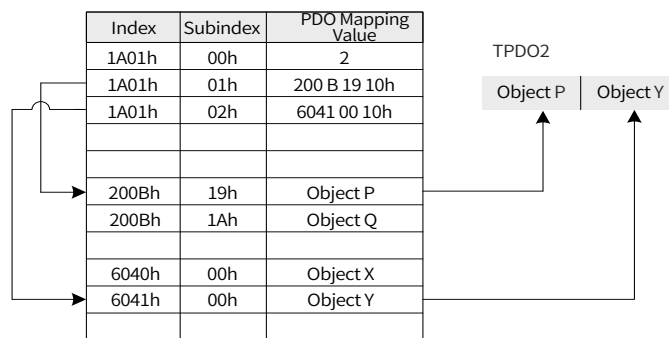 Index Subindex PDO Mapping Value
1A01h 00h 2
1A01h 01h 200 B 19 10h
1A01h 02h 6041 00 10h
200Bh 19h Object P
200Bh 1Ah Object Q
6040h 00h Object X
6041h 00h Object Y
TPDO2
Object P Object Y